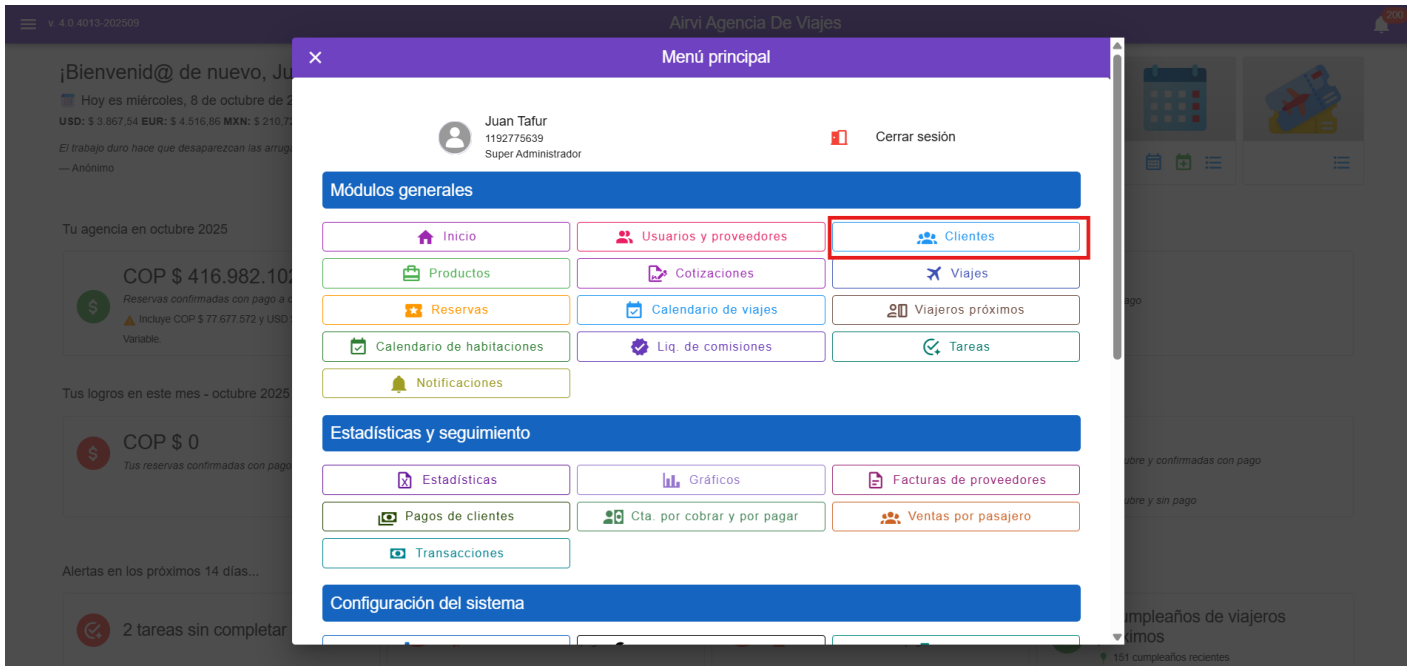 v. 4.0.4013-202509
Airvi Agencia De Viajes
200
Menú principal
¡Bienvenid@ de nuevo, Ju
Hoy es miércoles, 8 de octubre de 2
USD: $ 3.867,54 EUR: $ 4.516,86 MXN: $ 210,72
El trabajo duro hace que desaparezcan las arrug
— Anónimo
Juan Tafur
1192775639
Super Administrador
Cerrar sesión
Módulos generales
Inicio
Usuarios y proveedores
Clientes
Productos
Cotizaciones
Viajes
Reservas
Calendario de viajes
Viajeros próximos
Calendario de habitaciones
Liq. de comisiones
Tareas
Notificaciones
Tu agencia en octubre 2025
COP $ 416.982.102
Reservas confirmadas con pago a c
Incluye COP $ 77.677.572 y USD
Variable.
ago
Estadísticas y seguimiento
Estadísticas
Gráficos
Facturas de proveedores
Pagos de clientes
Cta. por cobrar y por pagar
Ventas por pasajero
Transacciones
Tus logros en este mes - octubre 2025
COP $ 0
Tus reservas confirmadas con pago
ubre y confirmadas con pago
ubre y sin pago
Configuración del sistema
Alertas en los próximos 14 días...
2 tareas sin completar
umpleaños de viajeros
ximos
151 cumpleaños recientes